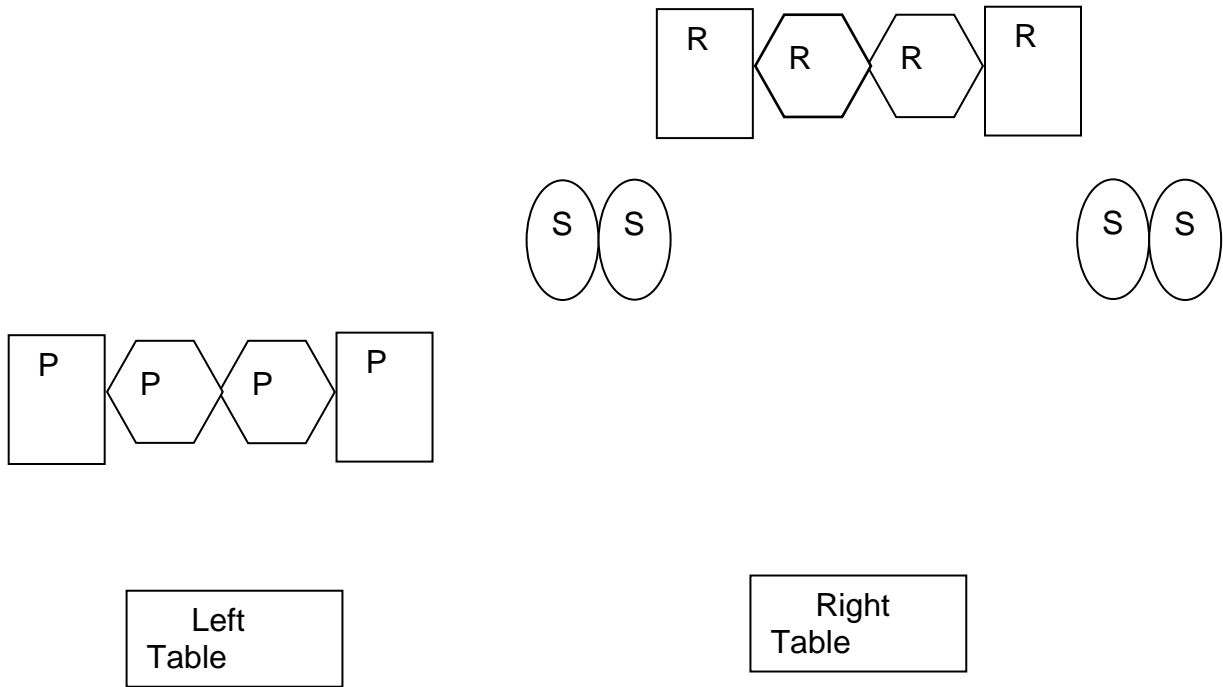 R R R R
S S S S
P P P P
Left
Table
Right
Table